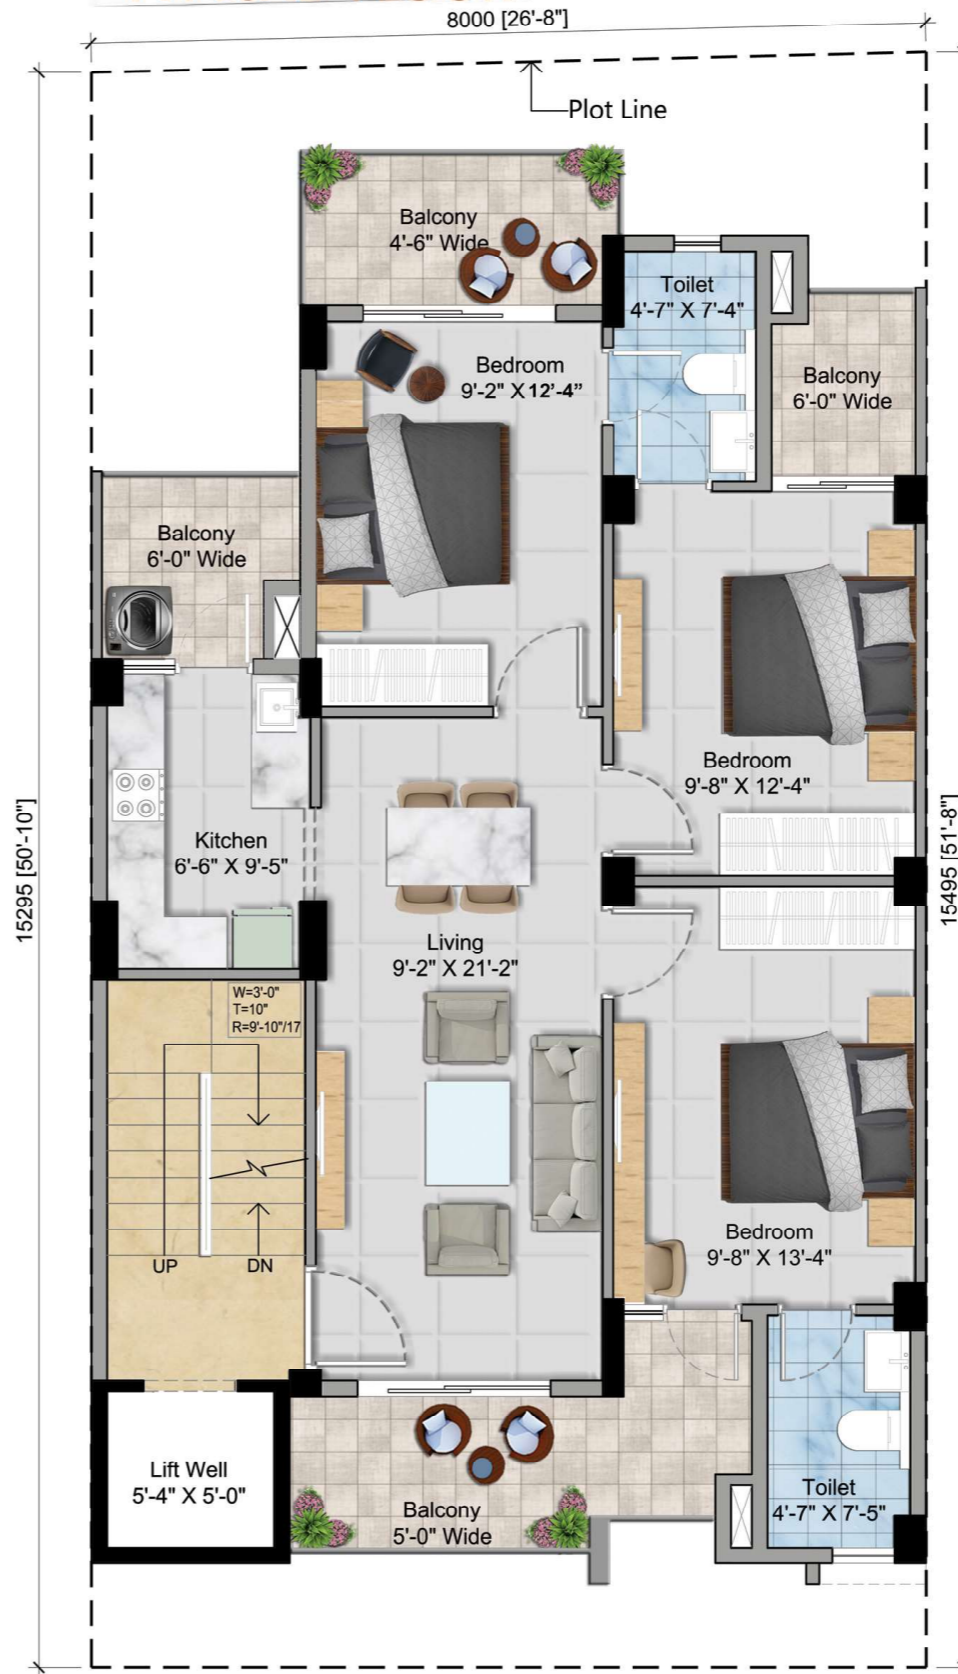 8000 [26'-8"]
Plot Line
Balcony
4'-6" Wide
Toilet
4'-7" X 7'-4"
Bedroom
9'-2" X 12'-4"
Balcony
6'-0" Wide
Balcony
6'-0" Wide
Bedroom
9'-8" X 12'-4"
15295 [50'-10"]
15495 [51'-8"]
Kitchen
6'-6" X 9'-5"
Living
9'-2" X 21'-2"
W=3'-0"
T=10"
R=9'-10"/17
UP
DN
Bedroom
9'-8" X 13'-4"
Lift Well
5'-4" X 5'-0"
Balcony
5'-0" Wide
Toilet
4'-7" X 7'-5"